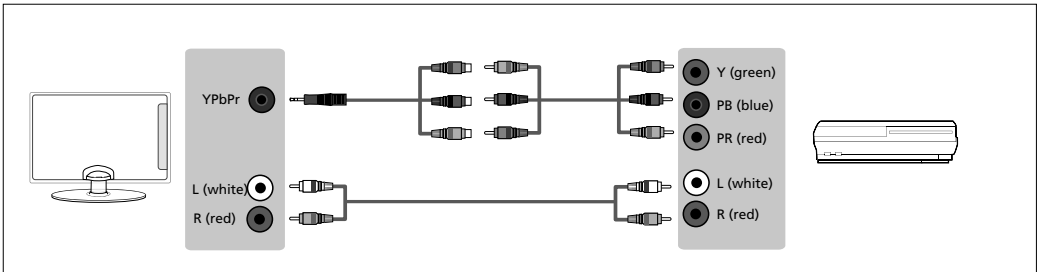 YPbPr
L (white)
R (red)
Y (green)
PB (blue)
PR (red)
L (white)
R (red)